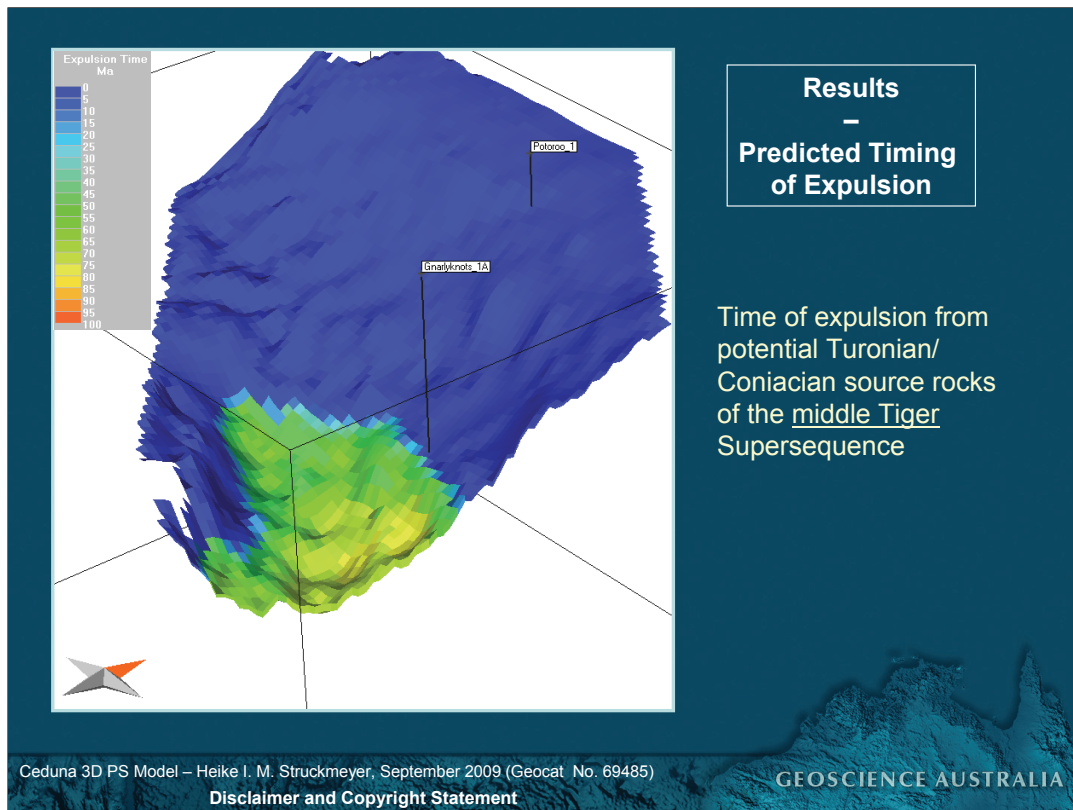 Expulsion Time
Ma
0
5
10
15
20
25
30
35
40
45
50
55
60
65
70
75
80
85
90
95
100
Potoroo_1
Gnarlyknots_1A
Results
–
Predicted Timing
of Expulsion
Time of expulsion from
potential Turonian/
Coniacian source rocks
of the middle Tiger
Supersequence
Ceduna 3D PS Model – Heike I. M. Struckmeyer, September 2009 (Geocat No. 69485)
Disclaimer and Copyright Statement
GEOSCIENCE AUSTRALIA